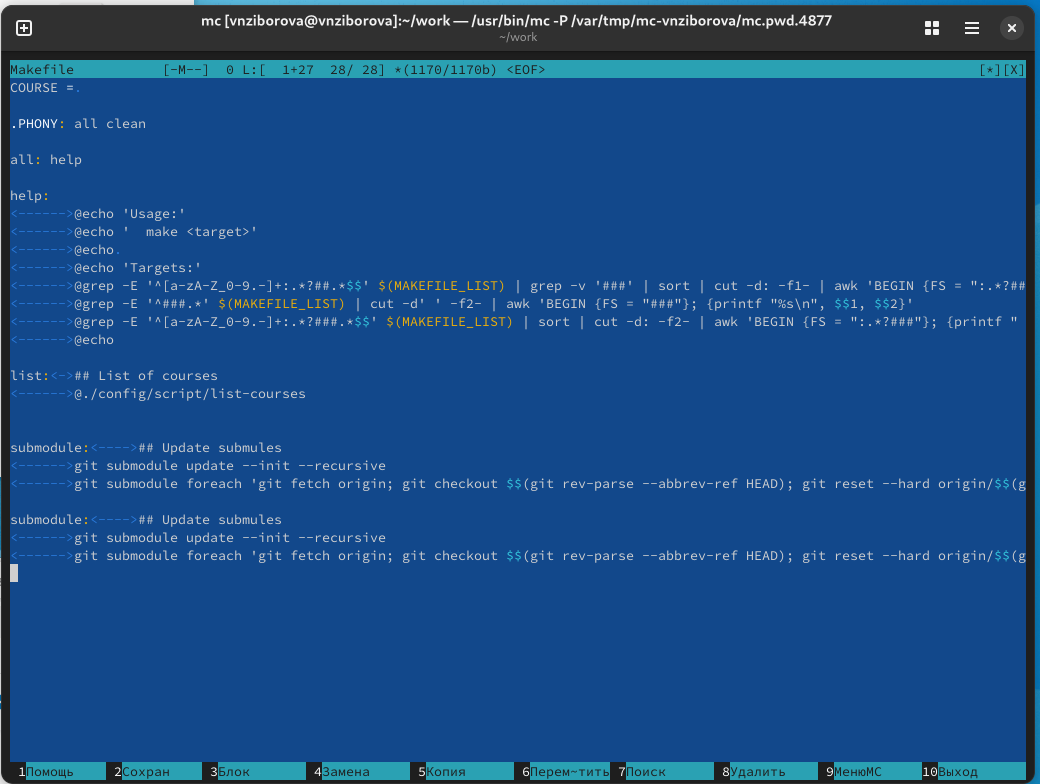 mc [vnziborova@vnziborova]:~/work — /usr/bin/mc -P /var/tmp/mc-vnziborova/mc.pwd.4877
~/work
Makefile           [-M--]  0 L:[  1+27  28/ 28] *(1170/1170b) <EOF>                                                      [*][X]
COURSE =.

.PHONY: all clean

all: help

help:
<------>@echo 'Usage:'
<------>@echo '  make <target>'
<------>@echo.
<------>@echo 'Targets:'
<------>@grep -E '^[a-zA-Z_0-9.-]+:.*?##.*$$' $(MAKEFILE_LIST) | grep -v '###' | sort | cut -d: -f1- | awk 'BEGIN {FS = ":.*?##
<------>@grep -E '^###.*' $(MAKEFILE_LIST) | cut -d' ' -f2- | awk 'BEGIN {FS = "###"}; {printf "%s\n", $$1, $$2}'
<------>@grep -E '^[a-zA-Z_0-9.-]+:.*?###.*$$' $(MAKEFILE_LIST) | sort | cut -d: -f2- | awk 'BEGIN {FS = ":.*?###"}; {printf "
<------>@echo

list:<->## List of courses
<------>@./config/script/list-courses


submodule:<---->## Update submules
<------>git submodule update --init --recursive
<------>git submodule foreach 'git fetch origin; git checkout $$(git rev-parse --abbrev-ref HEAD); git reset --hard origin/$$(g

submodule:<---->## Update submules
<------>git submodule update --init --recursive
<------>git submodule foreach 'git fetch origin; git checkout $$(git rev-parse --abbrev-ref HEAD); git reset --hard origin/$$(g
1Помощь 2Сохран 3Блок 4Замена 5Копия 6Перем~тить 7Поиск 8Удалить 9МенюMC 10Выход